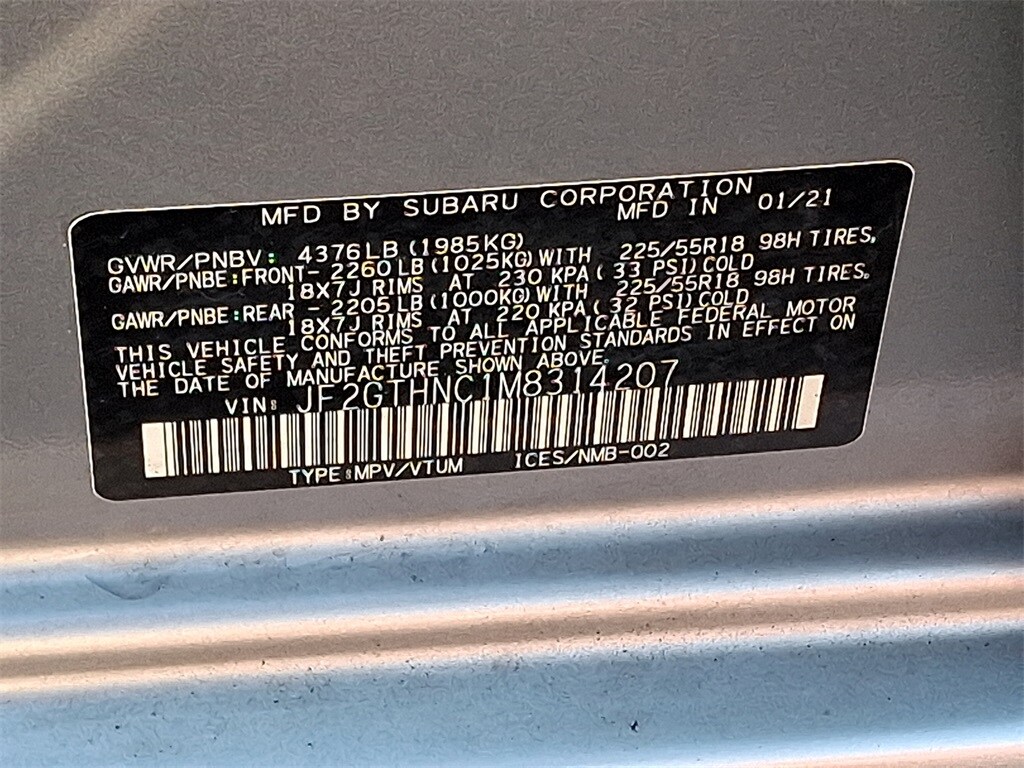 MFD BY SUBARU CORPORATION
MFD IN 01/21
GVWR/PNBV: 4376LB (1985KG)
GAWR/PNBE:FRONT- 2260LB (1025KG) WITH 225/55R18 98H TIRES,
18X7J RIMS AT 230 KPA( 33 PSI) COLD
GAWR/PNBE:REAR - 2205LB (1000KG) WITH 225/55R18 98H TIRES,
18X7J RIMS AT 220 KPA( 32 PSI) COLD
THIS VEHICLE CONFORMS TO ALL APPLICABLE FEDERAL MOTOR
VEHICLE SAFETY AND THEFT PREVENTION STANDARDS IN EFFECT ON
THE DATE OF MANUFACTURE SHOWN ABOVE.
VIN: JF2GTHNC1M8314207
TYPE:MPV/VTUM ICES/NMB-002